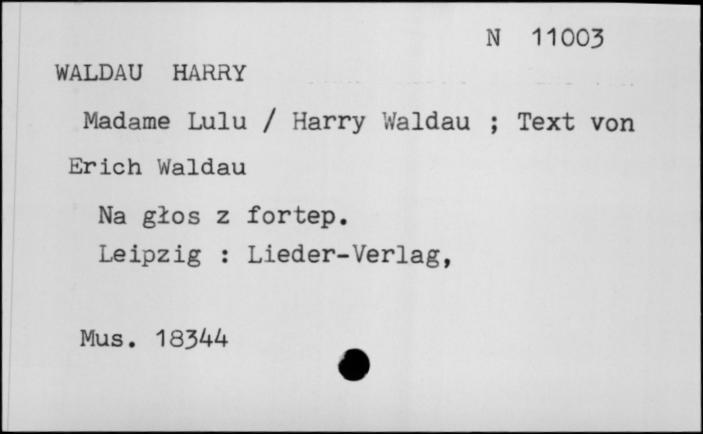 N 11003
WALDAU HARRY
Madame Lulu / Harry Waldau ; Text von
Erich Waldau
Na głos z fortep.
Leipzig : Lieder-Verlag,
Mus. 18344